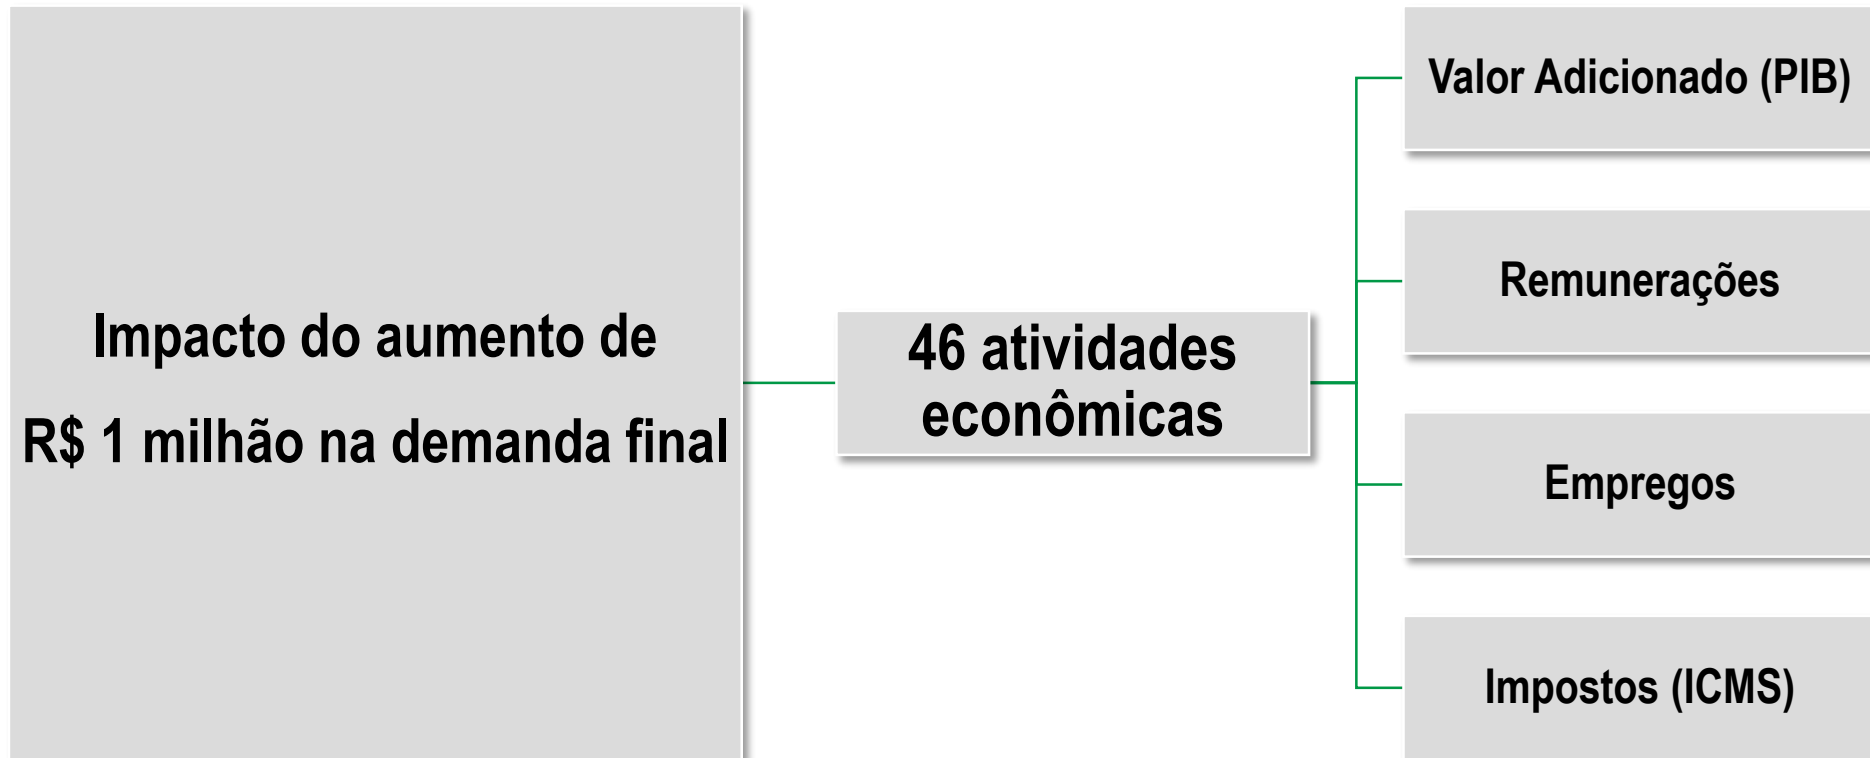 Impacto do aumento de
R$ 1 milhão na demanda final
46 atividades
econômicas
Valor Adicionado (PIB)
Remunerações
Empregos
Impostos (ICMS)